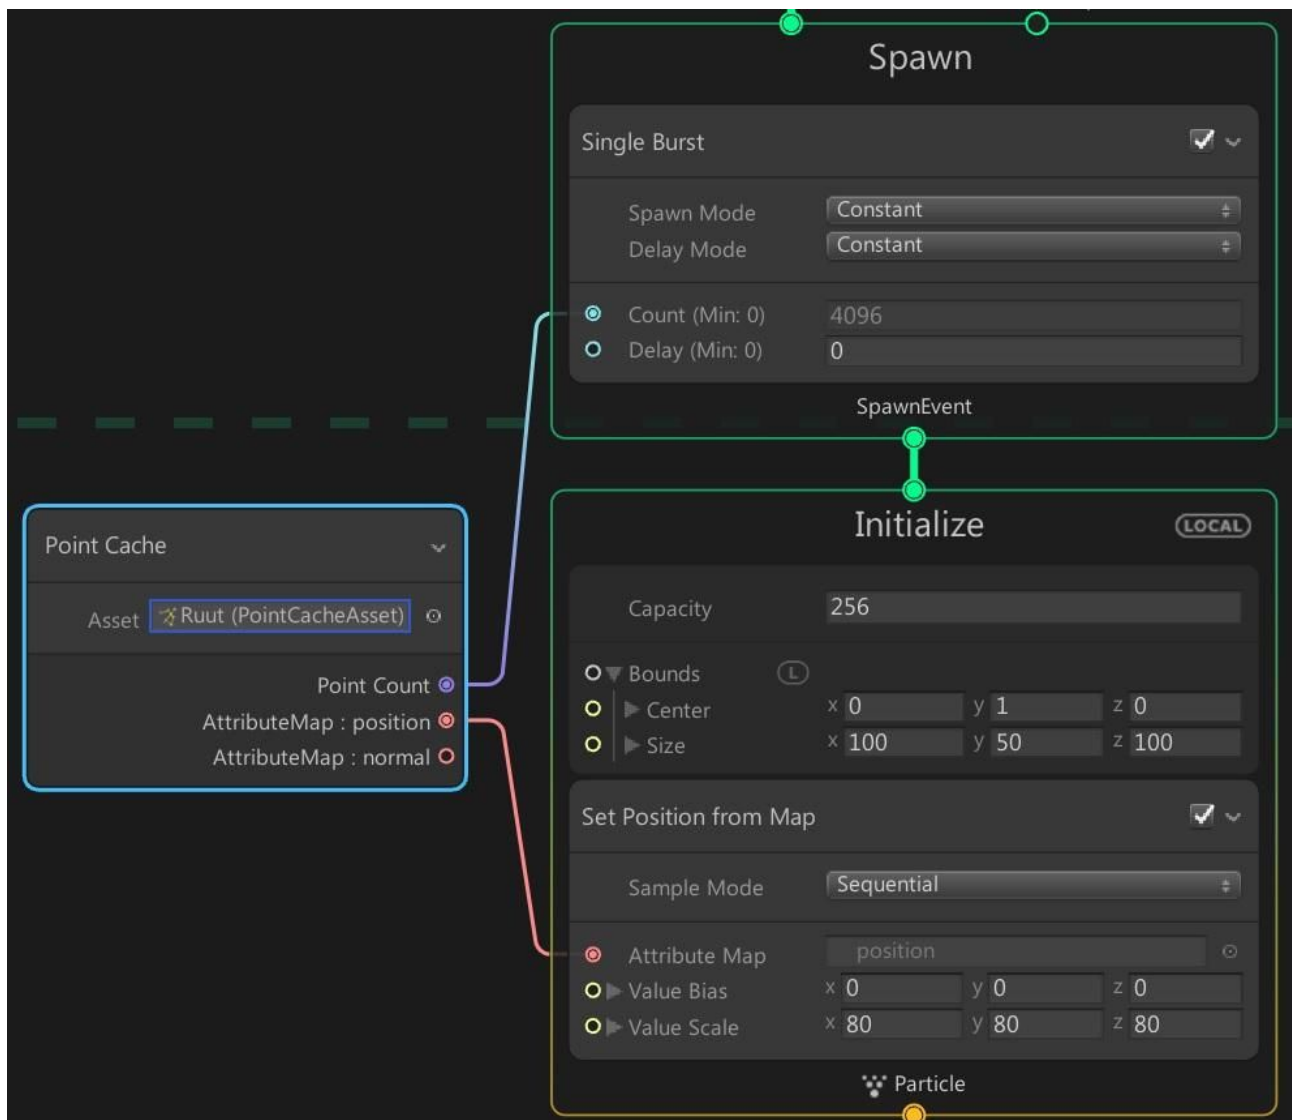 Spawn
Single Burst
Spawn Mode Constant
Delay Mode Constant
Count (Min: 0) 4096
Delay (Min: 0) 0
SpawnEvent
Initialize LOCAL
Point Cache
Asset Ruut (PointCacheAsset)
Point Count
AttributeMap : position
AttributeMap : normal
Capacity 256
Bounds L
Center x 0 y 1 z 0
Size x 100 y 50 z 100
Set Position from Map
Sample Mode Sequential
Attribute Map position
Value Bias x 0 y 0 z 0
Value Scale x 80 y 80 z 80
Particle